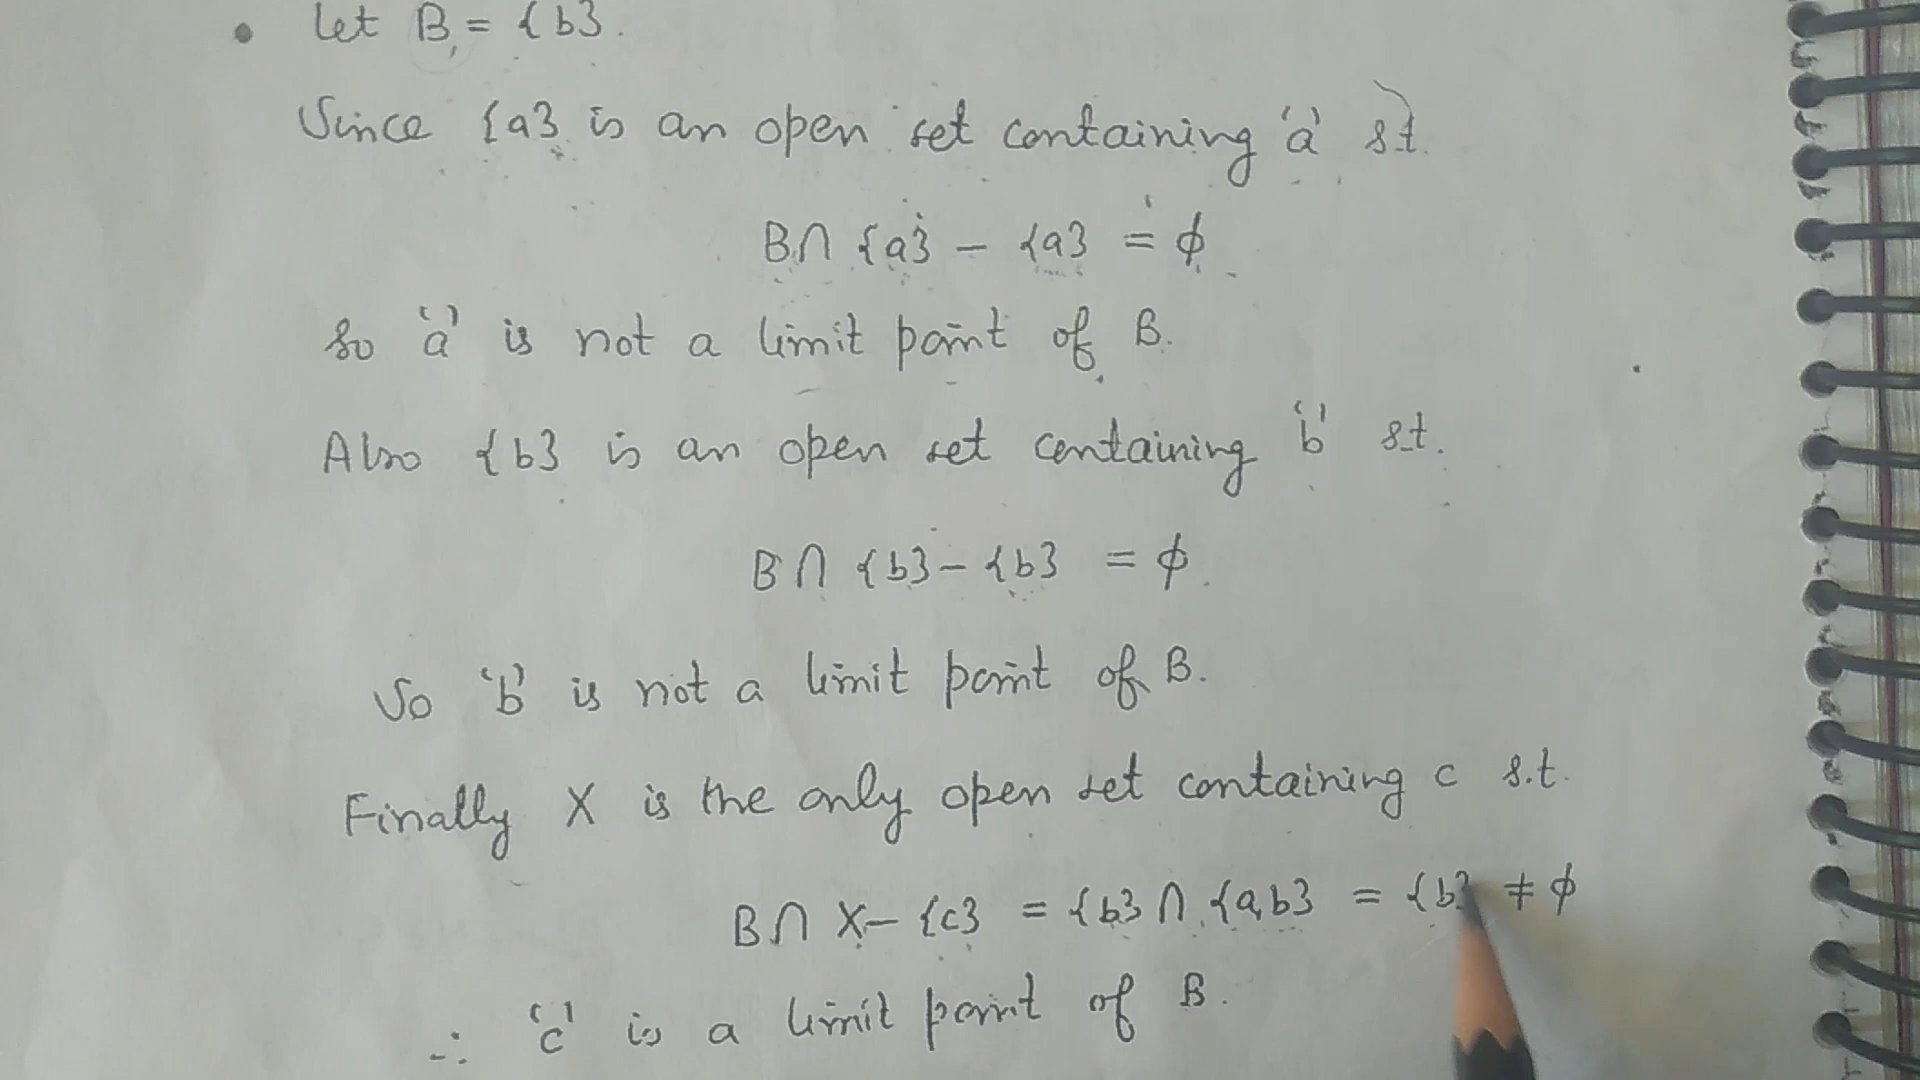 • Let B = {b}.
Since {a} is an open set containing 'a' s.t.
B∩ {a} - {a} = ϕ
So 'a' is not a limit point of B.
Also {b} is an open set containing 'b' s.t.
B∩ {b} - {b} = ϕ.
So 'b' is not a limit point of B.
Finally X is the only open set containing c s.t.
B∩ X - {c} = {b} ∩ {a,b} = {b} ≠ ϕ
∴ 'c' is a limit point of B.